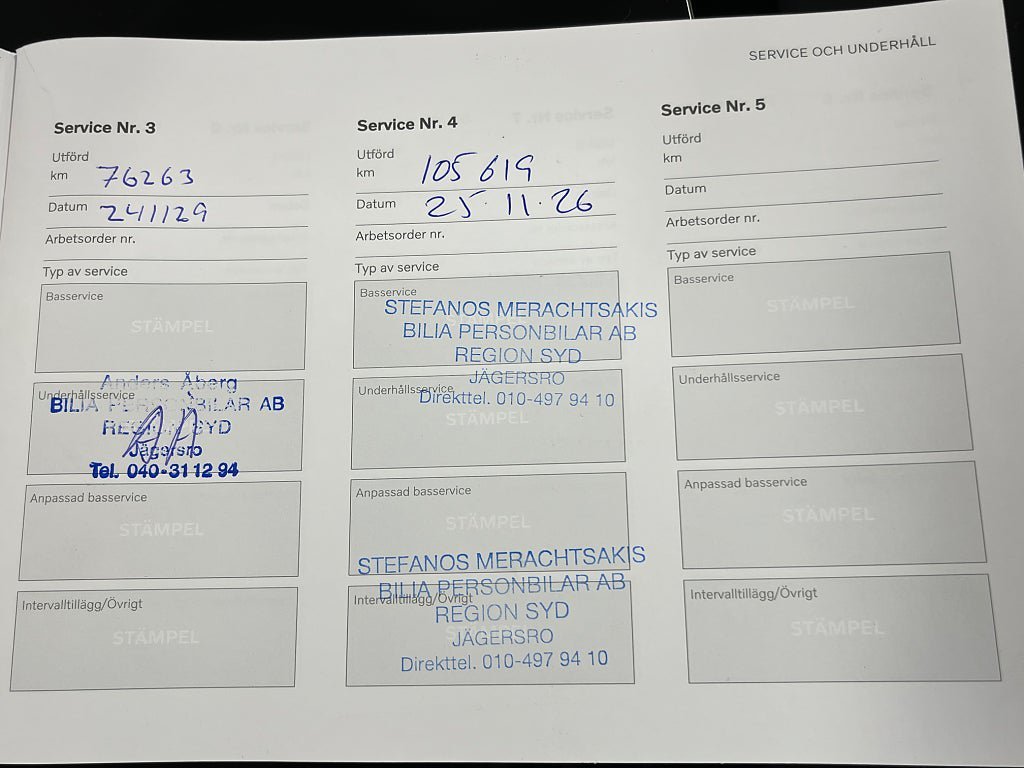 SERVICE OCH UNDERHÅLL
Service Nr. 3
Utförd
km 76263
Datum 241129
Arbetsorder nr.
Typ av service
Basservice
STÄMPEL
Underhållsservice
Anders Åberg
BILIA PERSONBILAR AB
REGION SYD
Jägersro
Tel. 040-31 12 94
Anpassad basservice
STÄMPEL
Intervalltillägg/Övrigt
STÄMPEL
Service Nr. 4
Utförd
km 105 619
Datum 25.11.26
Arbetsorder nr.
Typ av service
Basservice
STEFANOS MERACHTSAKIS
BILIA PERSONBILAR AB
REGION SYD
JÄGERSRO
Direkttel. 010-497 94 10
Underhållsservice
STÄMPEL
Anpassad basservice
STÄMPEL
STEFANOS MERACHTSAKIS
BILIA PERSONBILAR AB
Intervalltillägg/Övrigt
REGION SYD
JÄGERSRO
Direkttel. 010-497 94 10
Service Nr. 5
Utförd
km
Datum
Arbetsorder nr.
Typ av service
Basservice
STÄMPEL
Underhållsservice
STÄMPEL
Anpassad basservice
STÄMPEL
Intervalltillägg/Övrigt
STÄMPEL